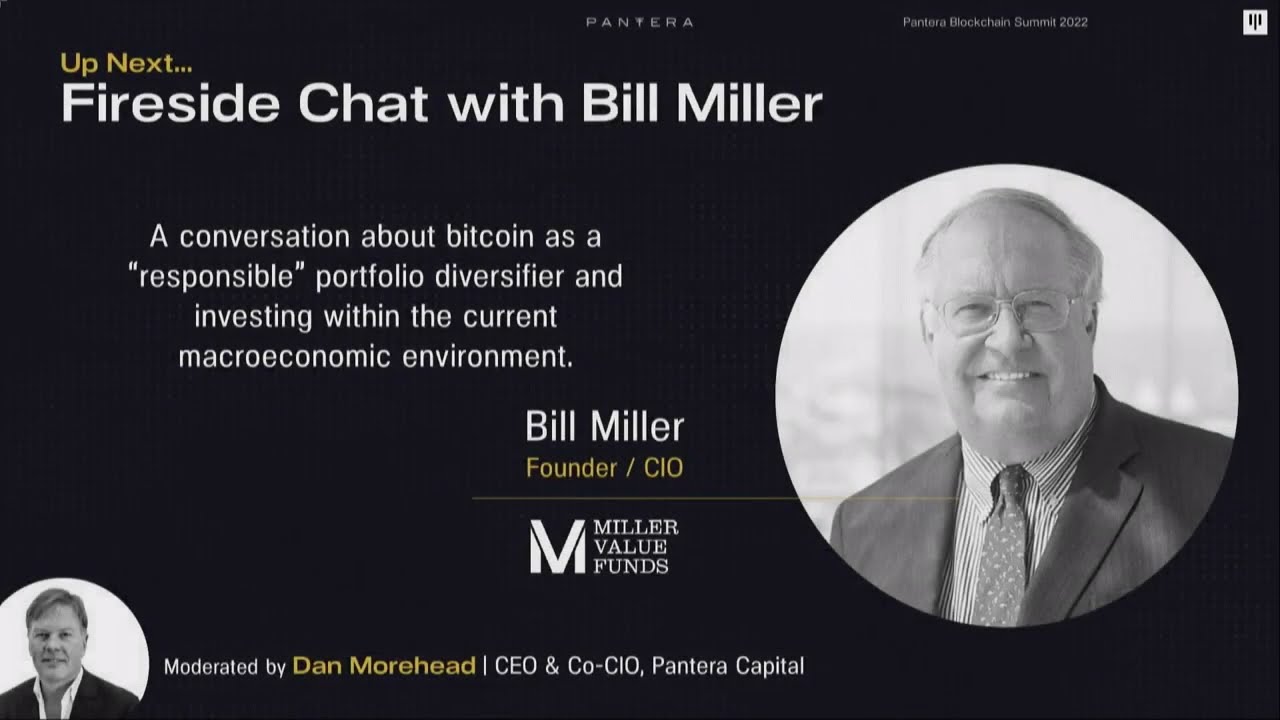 PANTERA
Pantera Blockchain Summit 2022
Up Next...
Fireside Chat with Bill Miller
A conversation about bitcoin as a
“responsible” portfolio diversifier and
investing within the current
macroeconomic environment.
Bill Miller
Founder / CIO
M
MILLER
VALUE
FUNDS
Moderated by Dan Morehead | CEO & Co-CIO, Pantera Capital